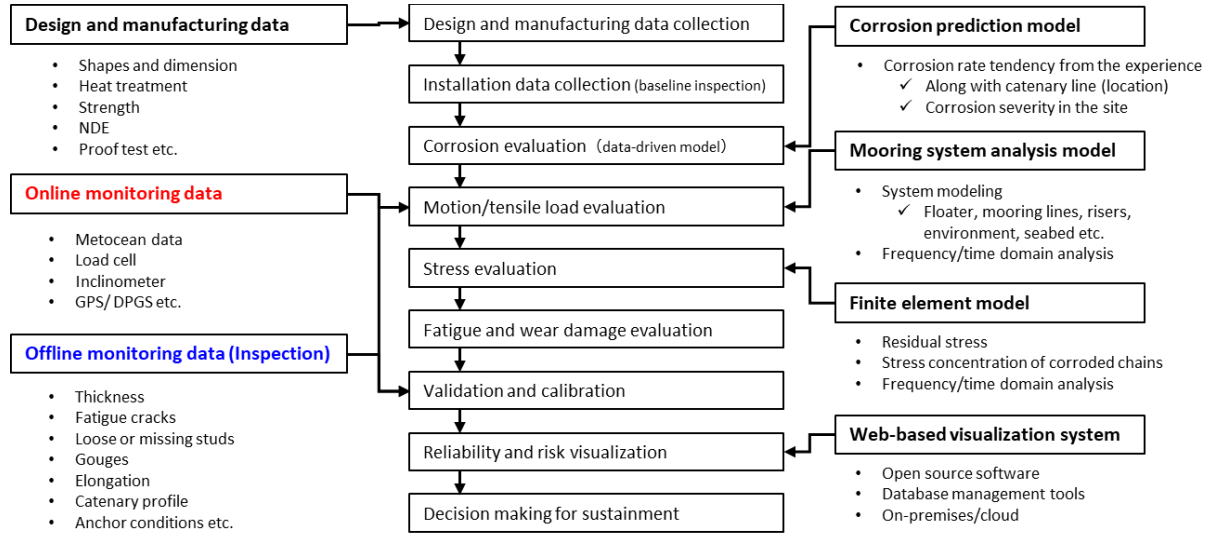 Design and manufacturing data
• Shapes and dimension
• Heat treatment
• Strength
• NDE
• Proof test etc.
Online monitoring data
• Metocean data
• Load cell
• Inclinometer
• GPS/ DPGS etc.
Offline monitoring data (Inspection)
• Thickness
• Fatigue cracks
• Loose or missing studs
• Gouges
• Elongation
• Catenary profile
• Anchor conditions etc.
Design and manufacturing data collection
Installation data collection (baseline inspection)
Corrosion evaluation （data-driven model）
Motion/tensile load evaluation
Stress evaluation
Fatigue and wear damage evaluation
Validation and calibration
Reliability and risk visualization
Decision making for sustainment
Corrosion prediction model
• Corrosion rate tendency from the experience
✓ Along with catenary line (location)
✓ Corrosion severity in the site
Mooring system analysis model
• System modeling
✓ Floater, mooring lines, risers,
environment, seabed etc.
• Frequency/time domain analysis
Finite element model
• Residual stress
• Stress concentration of corroded chains
• Frequency/time domain analysis
Web-based visualization system
• Open source software
• Database management tools
• On-premises/cloud